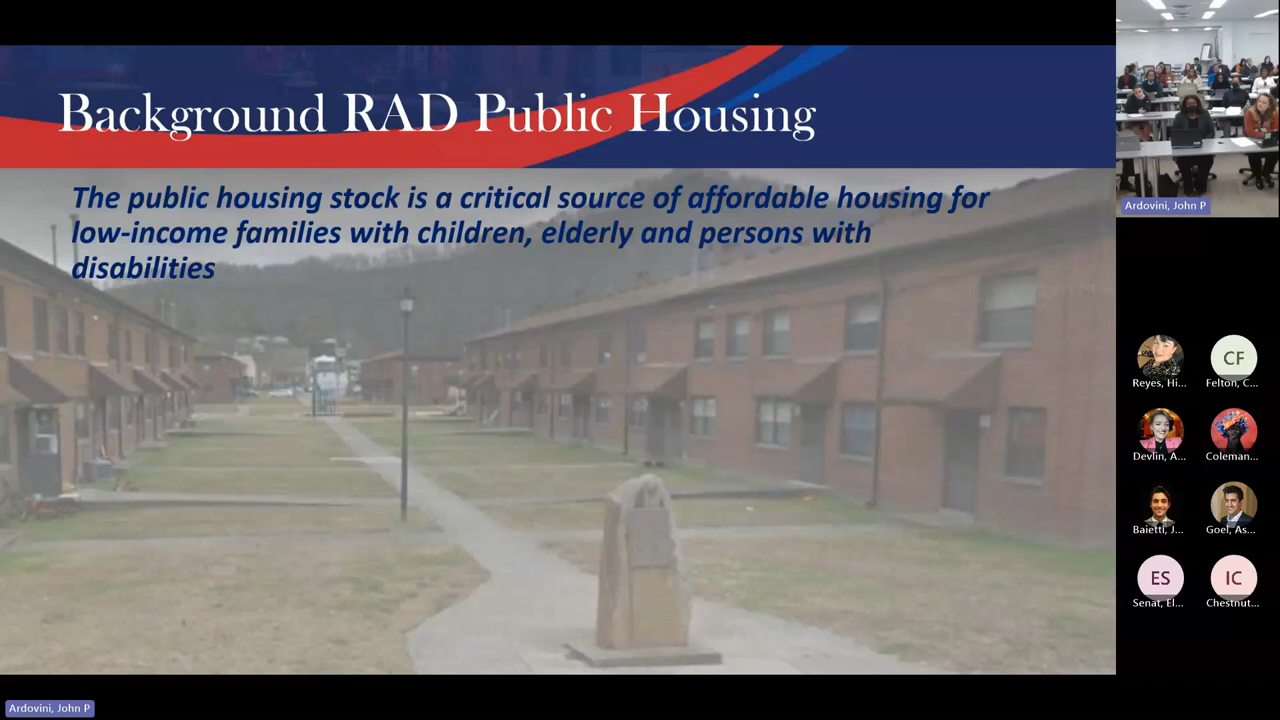 Background RAD Public Housing
The public housing stock is a critical source of affordable housing for
low-income families with children, elderly and persons with
disabilities
Ardovini, John P
Reyes, Hi...
CF
Felton, C...
Devlin, A...
Coleman...
Baietti, J...
Goel, As...
ES
Senat, El...
IC
Chestnut...
Ardovini, John P